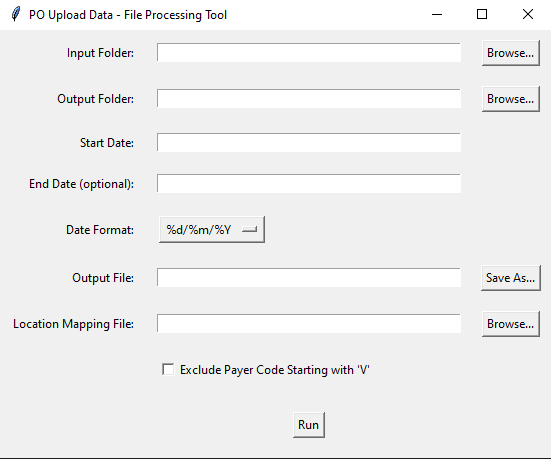 PO Upload Data - File Processing Tool
Input Folder: Browse...
Output Folder: Browse...
Start Date:
End Date (optional):
Date Format: %d/%m/%Y
Output File: Save As...
Location Mapping File: Browse...
Exclude Payer Code Starting with 'V'
Run